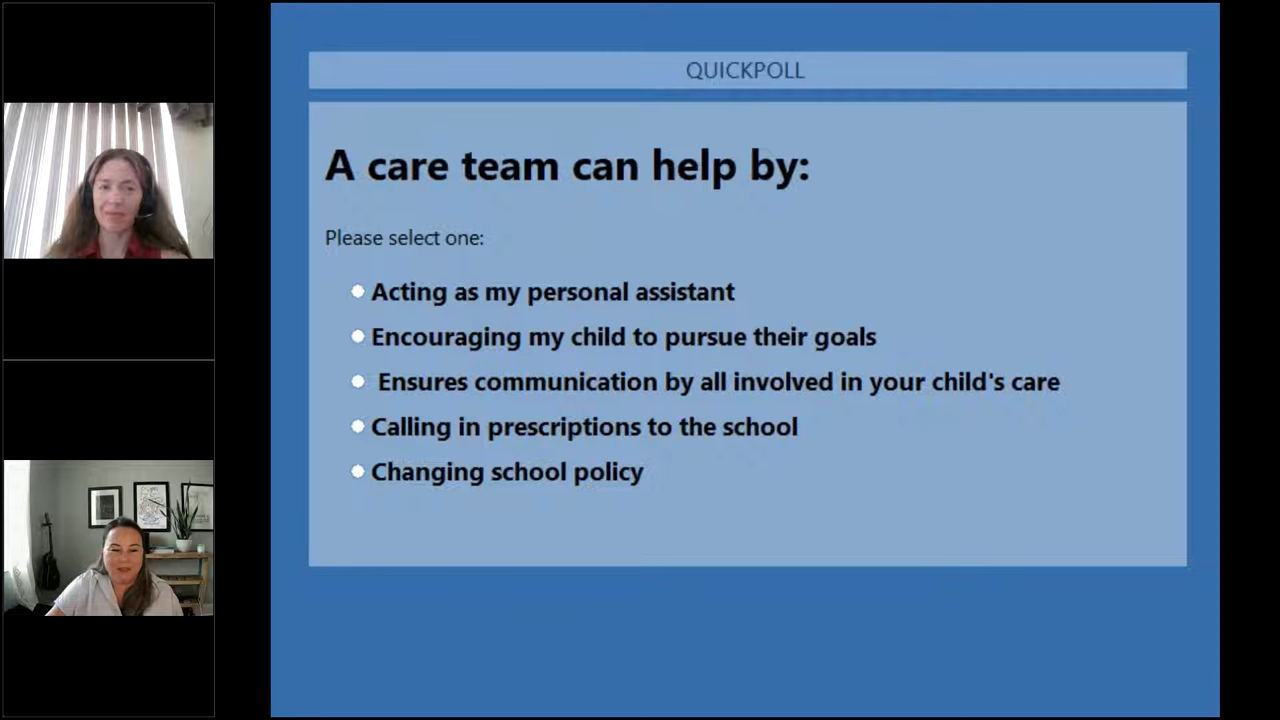 QUICKPOLL
A care team can help by:
Please select one:
Acting as my personal assistant
Encouraging my child to pursue their goals
Ensures communication by all involved in your child's care
Calling in prescriptions to the school
Changing school policy